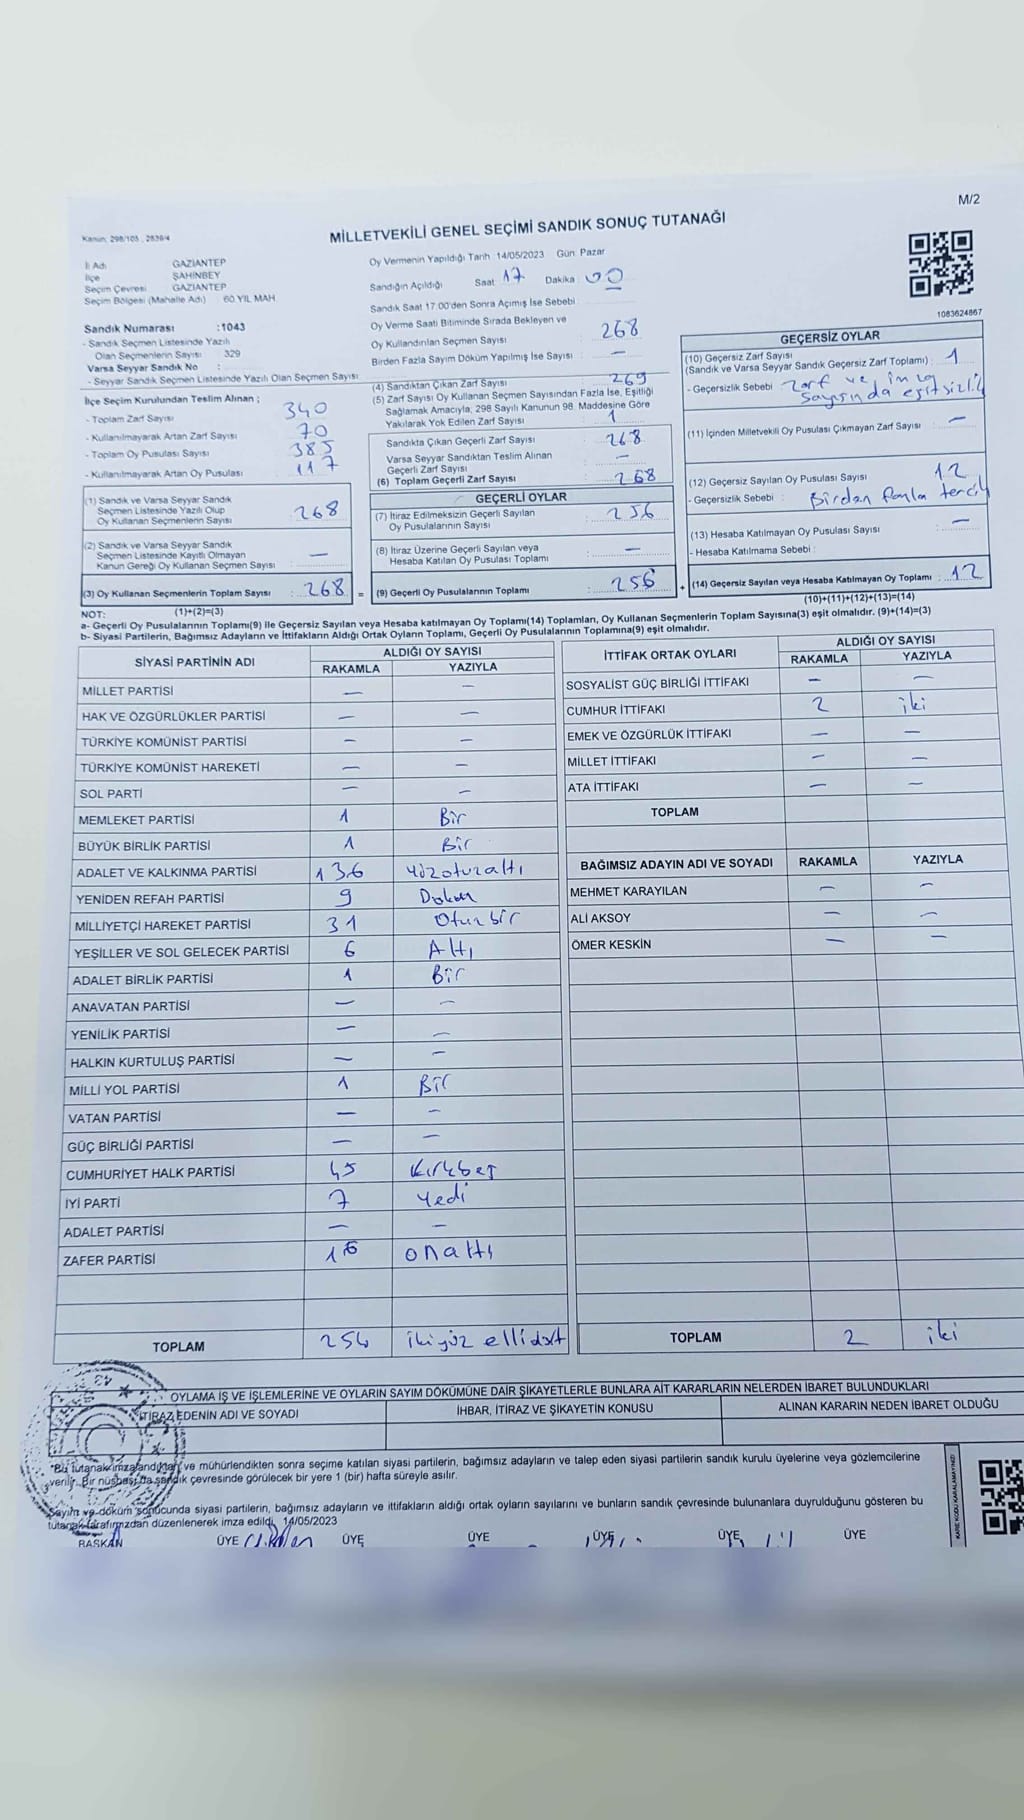 M/2
Kanun: 298/105 , 2839/4
MİLLETVEKİLİ GENEL SEÇİMİ SANDIK SONUÇ TUTANAĞI
İl Adı GAZİANTEP
İlçe ŞAHİNBEY
Seçim Çevresi GAZİANTEP
Seçim Bölgesi (Mahalle Adı) 60.YIL MAH.
Sandık Numarası :1043
- Sandık Seçmen Listesinde Yazılı
Olan Seçmenlerin Sayısı: 329
Varsa Seyyar Sandık No :
- Seyyar Sandık Seçmen Listesinde Yazılı Olan Seçmen Sayısı:
İlçe Seçim Kurulundan Teslim Alınan ;
- Toplam Zarf Sayısı 340
- Kullanılmayarak Artan Zarf Sayısı 70
- Toplam Oy Pusulası Sayısı 385
- Kullanılmayarak Artan Oy Pusulası 117
(1) Sandık ve Varsa Seyyar Sandık
Seçmen Listesinde Yazılı Olup
Oy Kullanan Seçmenlerin Sayısı : 268
(2) Sandık ve Varsa Seyyar Sandık
Seçmen Listesinde Kayıtlı Olmayan
Kanun Gereği Oy Kullanan Seçmen Sayısı : —
(3) Oy Kullanan Seçmenlerin Toplam Sayısı : 268 =
(1)+(2)=(3)
Oy Vermenin Yapıldığı Tarih: 14/05/2023 Gün: Pazar
Sandığın Açıldığı Saat: 17 Dakika: 00
Sandık Saat 17:00'den Sonra Açımış İse Sebebi :
Oy Verme Saati Bitiminde Sırada Bekleyen ve
Oy Kullandırılan Seçmen Sayısı : 268
Birden Fazla Sayım Döküm Yapılmış İse Sayısı : —
(4) Sandıktan Çıkan Zarf Sayısı : 269
(5) Zarf Sayısı Oy Kullanan Seçmen Sayısından Fazla İse, Eşitliği
Sağlamak Amacıyla; 298 Sayılı Kanunun 98. Maddesine Göre
Yakılarak Yok Edilen Zarf Sayısı : 1
Sandıkta Çıkan Geçerli Zarf Sayısı : 268
Varsa Seyyar Sandıktan Teslim Alınan
Geçerli Zarf Sayısı : —
(6) Toplam Geçerli Zarf Sayısı : 268
GEÇERLİ OYLAR
(7) İtiraz Edilmeksizin Geçerli Sayılan
Oy Pusulalarının Sayısı : 256
(8) İtiraz Üzerine Geçerli Sayılan veya
Hesaba Katılan Oy Pusulası Toplamı : —
(9) Geçerli Oy Pusulalarının Toplamı : 256 +
1083624867
GEÇERSİZ OYLAR
(10) Geçersiz Zarf Sayısı
(Sandık ve Varsa Seyyar Sandık Geçersiz Zarf Toplamı) : 1
- Geçersizlik Sebebi : Zarf ve imza
sayısında eşitsizlik
(11) İçinden Milletvekili Oy Pusulası Çıkmayan Zarf Sayısı : —
(12) Geçersiz Sayılan Oy Pusulası Sayısı : 12
- Geçersizlik Sebebi : Birden fazla tercih
(13) Hesaba Katılmayan Oy Pusulası Sayısı : —
- Hesaba Katılmama Sebebi :
(14) Geçersiz Sayılan veya Hesaba Katılmayan Oy Toplamı : 12
(10)+(11)+(12)+(13)=(14)
NOT:
a- Geçerli Oy Pusulalarının Toplamı(9) ile Geçersiz Sayılan veya Hesaba katılmayan Oy Toplamı(14) Toplamları, Oy Kullanan Seçmenlerin Toplam Sayısına(3) eşit olmalıdır. (9)+(14)=(3)
b- Siyasi Partilerin, Bağımsız Adayların ve İttifakların Aldığı Ortak Oyların Toplamı, Geçerli Oy Pusulalarının Toplamına(9) eşit olmalıdır.
SİYASİ PARTİNİN ADI ALDIĞI OY SAYISI
RAKAMLA YAZIYLA
MİLLET PARTİSİ — —
HAK VE ÖZGÜRLÜKLER PARTİSİ — —
TÜRKİYE KOMÜNİST PARTİSİ — —
TÜRKİYE KOMÜNİST HAREKETİ — —
SOL PARTİ — —
MEMLEKET PARTİSİ 1 Bir
BÜYÜK BİRLİK PARTİSİ 1 Bir
ADALET VE KALKINMA PARTİSİ 136 Yüzotuzaltı
YENİDEN REFAH PARTİSİ 9 Dokuz
MİLLİYETÇİ HAREKET PARTİSİ 31 Otuzbir
YEŞİLLER VE SOL GELECEK PARTİSİ 6 Altı
ADALET BİRLİK PARTİSİ 1 Bir
ANAVATAN PARTİSİ — —
YENİLİK PARTİSİ — —
HALKIN KURTULUŞ PARTİSİ — —
MİLLİ YOL PARTİSİ 1 Bir
VATAN PARTİSİ — —
GÜÇ BİRLİĞİ PARTİSİ — —
CUMHURİYET HALK PARTİSİ 45 Kırkbeş
İYİ PARTİ 7 Yedi
ADALET PARTİSİ — —
ZAFER PARTİSİ 16 onaltı
TOPLAM 254 ikiyüz ellidört
İTTİFAK ORTAK OYLARI ALDIĞI OY SAYISI
RAKAMLA YAZIYLA
SOSYALİST GÜÇ BİRLİĞİ İTTİFAKI — —
CUMHUR İTTİFAKI 2 iki
EMEK VE ÖZGÜRLÜK İTTİFAKI — —
MİLLET İTTİFAKI — —
ATA İTTİFAKI — —
TOPLAM
BAĞIMSIZ ADAYIN ADI VE SOYADI RAKAMLA YAZIYLA
MEHMET KARAYILAN — —
ALİ AKSOY — —
ÖMER KESKİN — —
TOPLAM 2 iki
OYLAMA İŞ VE İŞLEMLERİNE VE OYLARIN SAYIM DÖKÜMÜNE DAİR ŞİKAYETLERLE BUNLARA AİT KARARLARIN NELERDEN İBARET BULUNDUKLARI
İTİRAZ EDENİN ADI VE SOYADI İHBAR, İTİRAZ VE ŞİKAYETİN KONUSU ALINAN KARARIN NEDEN İBARET OLDUĞU
*Bu tutanak imzalandıktan ve mühürlendikten sonra seçime katılan siyasi partilerin, bağımsız adayların ve talep eden siyasi partilerin sandık kurulu üyelerine veya gözlemcilerine
verilir. Bir nüshası da sandık çevresinde görülecek bir yere 1 (bir) hafta süreyle asılır.
Sayım ve döküm sonucunda siyasi partilerin, bağımsız adayların ve ittifakların aldığı ortak oyların sayılarını ve bunların sandık çevresinde bulunanlara duyrulduğunu gösteren bu
tutanak tarafımızdan düzenlenerek imza edildi. 14/05/2023
BAŞKAN ÜYE ÜYE ÜYE ÜYE ÜYE ÜYE
KARE KODU KARALAMAYINIZ!